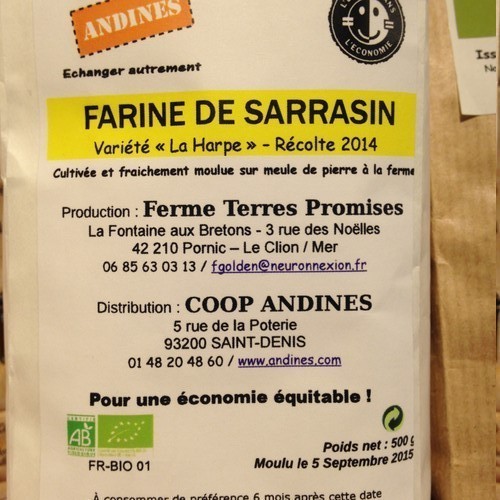 ANDINES
L'ÉCONOMIE
Echanger autrement
Iss
FARINE DE SARRASIN
Variété « La Harpe » – Récolte 2014
Cultivée et fraichement moulue sur meule de pierre à la ferme
Production : Ferme Terres Promises
La Fontaine aux Bretons - 3 rue des Noëlles
42 210 Pornic – Le Clion / Mer
06 85 63 03 13 / fgolden@neuronnexion.fr
Distribution : COOP ANDINES
5 rue de la Poterie
93200 SAINT-DENIS
01 48 20 48 60 / www.andines.com
Pour une économie équitable !
AB
FR-BIO 01
Poids net : 500 g
Moulu le 5 Septembre 2015
À consommer de préférence 6 mois après cette date